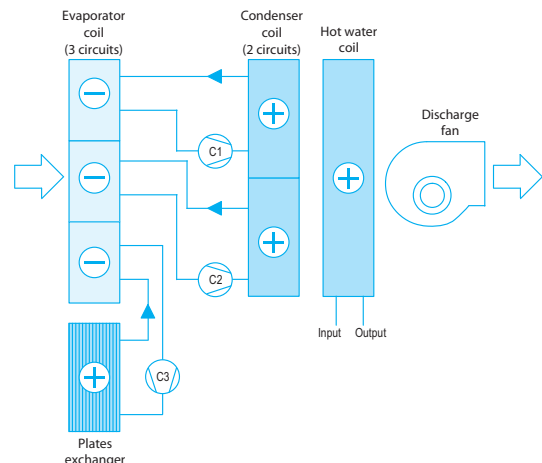 Evaporator
coil
(3 circuits)
Condenser
coil
(2 circuits)
Hot water
coil
Discharge
fan
C1
C2
C3
Input
Output
Plates
exchanger